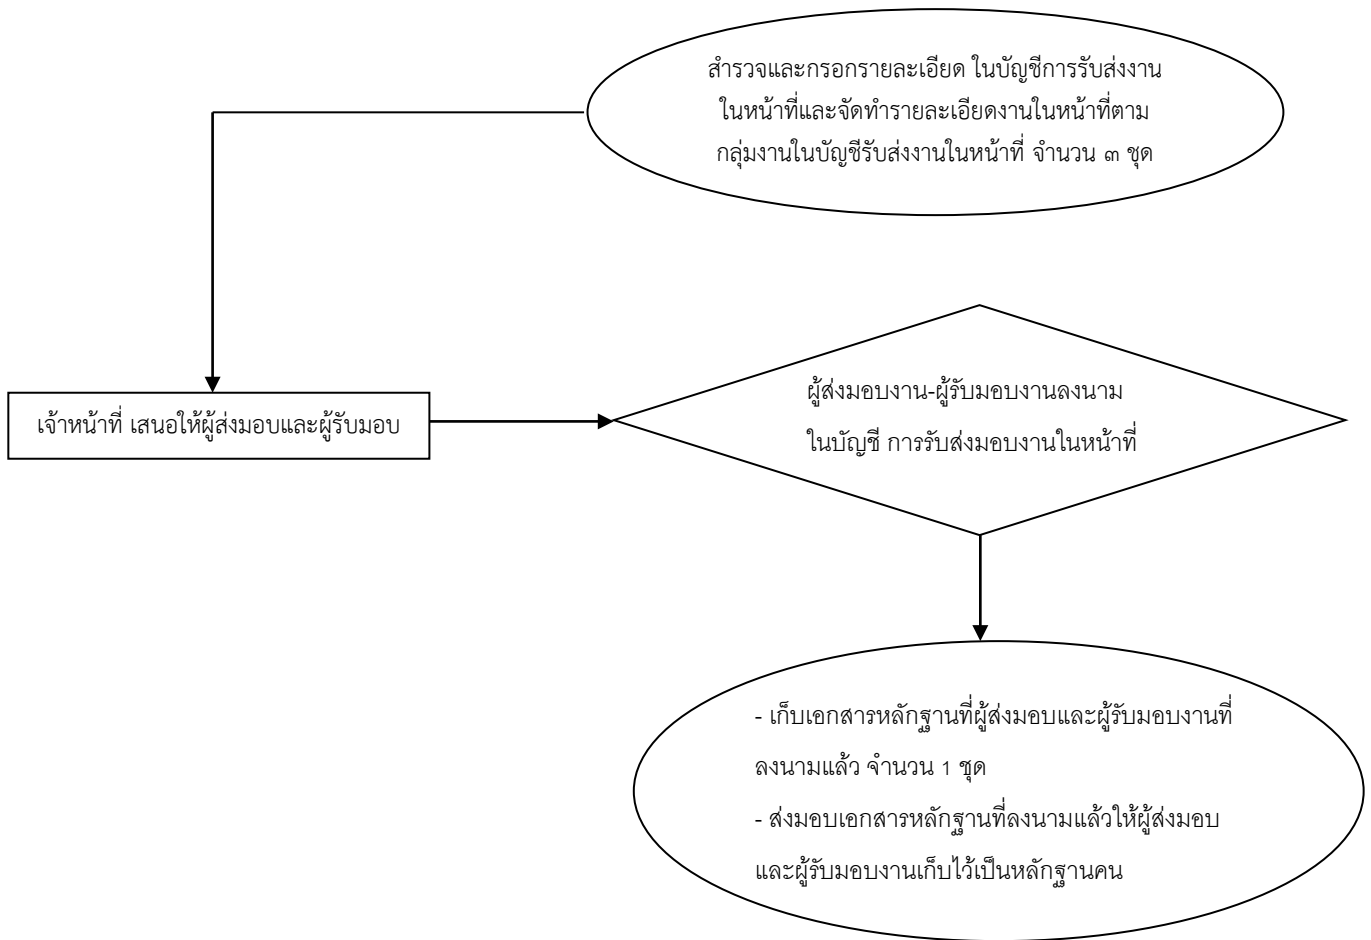 สำรวจและกรอกรายละเอียด ในบัญชีการรับส่งงาน
ในหน้าที่และจัดทำรายละเอียดงานในหน้าที่ตาม
กลุ่มงานในบัญชีรับส่งงานในหน้าที่ จำนวน ๓ ชุด
เจ้าหน้าที่ เสนอให้ผู้ส่งมอบและผู้รับมอบ
ผู้ส่งมอบงาน-ผู้รับมอบงานลงนาม
ในบัญชี การรับส่งมอบงานในหน้าที่
- เก็บเอกสารหลักฐานที่ผู้ส่งมอบและผู้รับมอบงานที่
ลงนามแล้ว จำนวน 1 ชุด
- ส่งมอบเอกสารหลักฐานที่ลงนามแล้วให้ผู้ส่งมอบ
และผู้รับมอบงานเก็บไว้เป็นหลักฐานคน